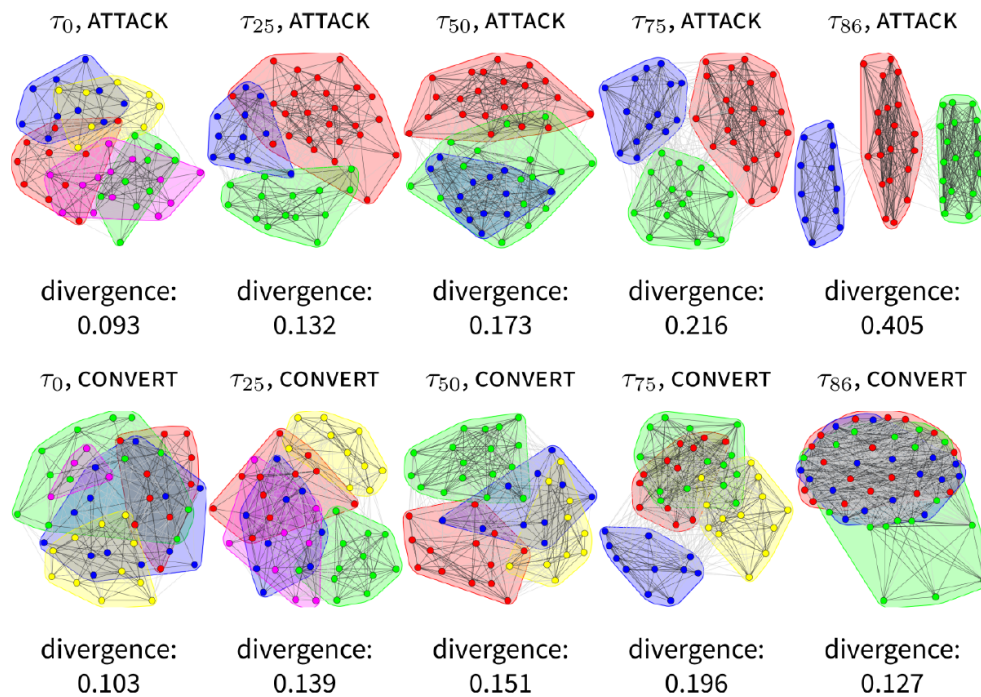 τ0, ATTACK τ25, ATTACK τ50, ATTACK τ75, ATTACK τ86, ATTACK
divergence: divergence: divergence: divergence: divergence:
0.093 0.132 0.173 0.216 0.405
τ0, CONVERT τ25, CONVERT τ50, CONVERT τ75, CONVERT τ86, CONVERT
divergence: divergence: divergence: divergence: divergence:
0.103 0.139 0.151 0.196 0.127